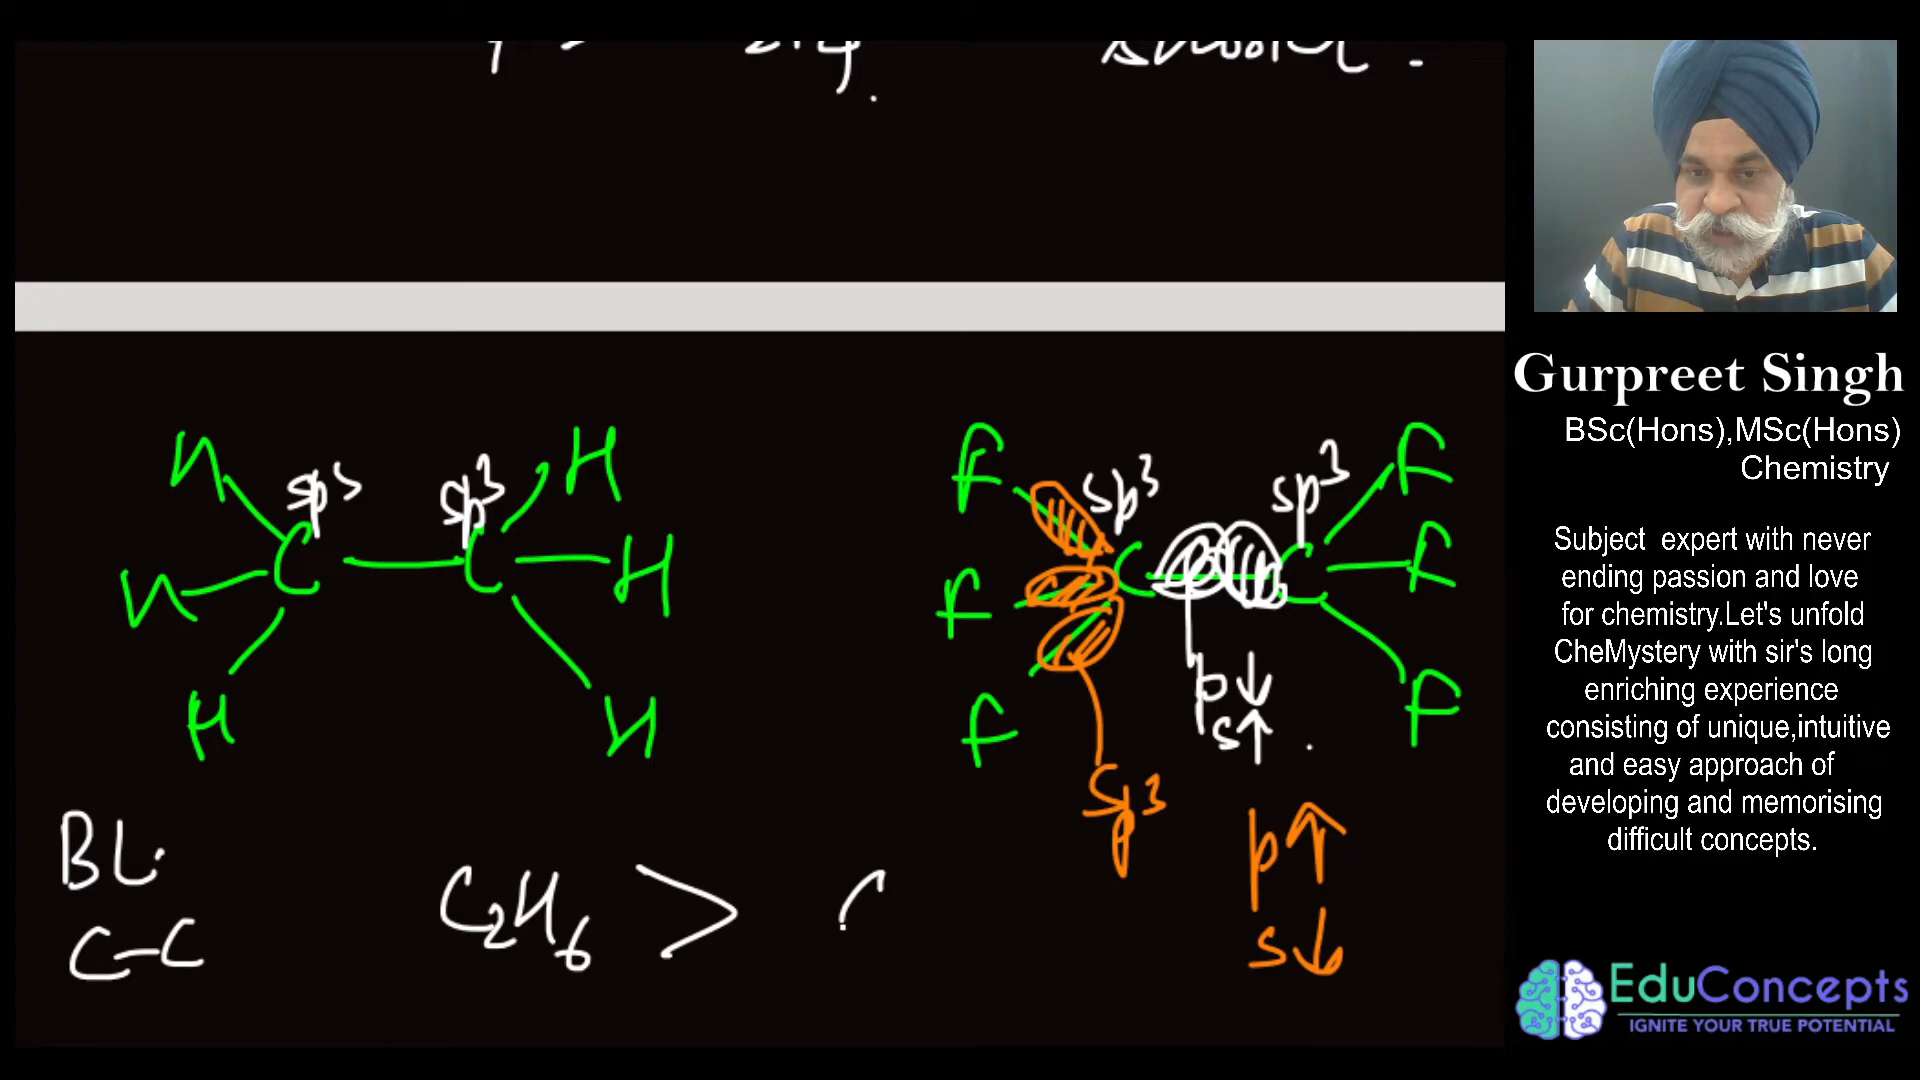 H sp3 sp3 H
H C C H
H H
F sp3 sp3 F
F C C F
F F
p↓
s↑ .
sp3
p↑
s↓
BL.
C-C
C2H6 > C
Gurpreet Singh
BSc(Hons),MSc(Hons)
Chemistry
Subject expert with never
ending passion and love
for chemistry.Let's unfold
CheMystery with sir's long
enriching experience
consisting of unique,intuitive
and easy approach of
developing and memorising
difficult concepts.
EduConcepts
IGNITE YOUR TRUE POTENTIAL